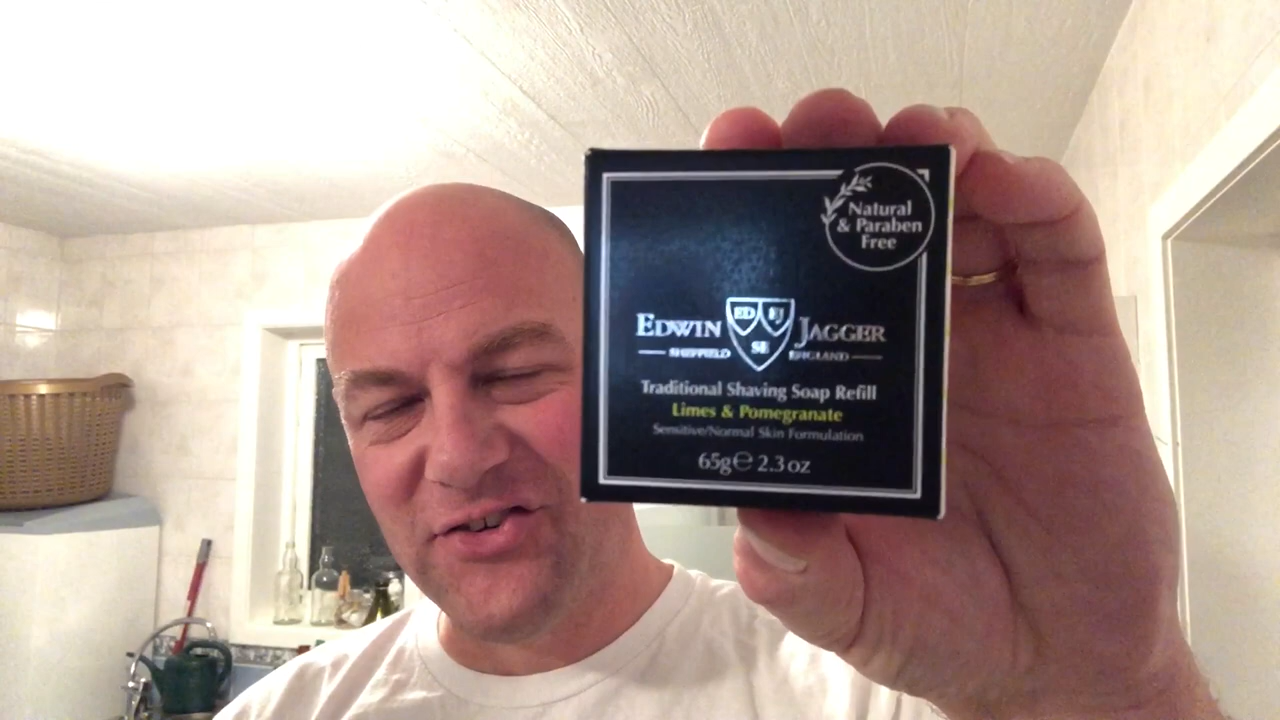 Natural
& Paraben
Free
EDWIN JAGGER
ED EJ
SE
SHEFFIELD ENGLAND
Traditional Shaving Soap Refill
Limes & Pomegranate
Sensitive/Normal Skin Formulation
65g℮ 2.3 oz